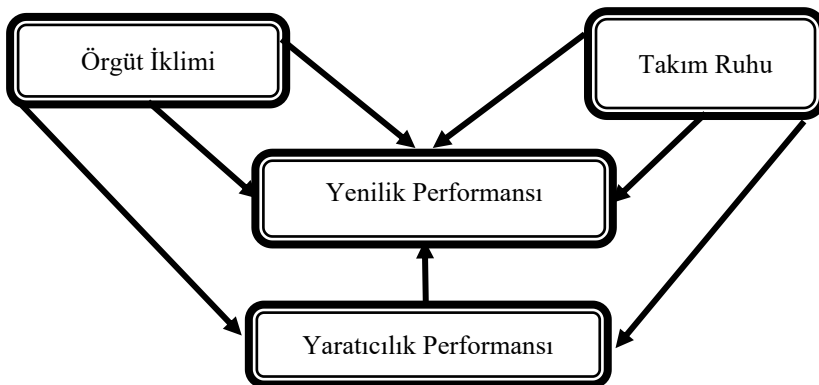 Örgüt İklimi
Takım Ruhu
Yenilik Performansı
Yaratıcılık Performansı